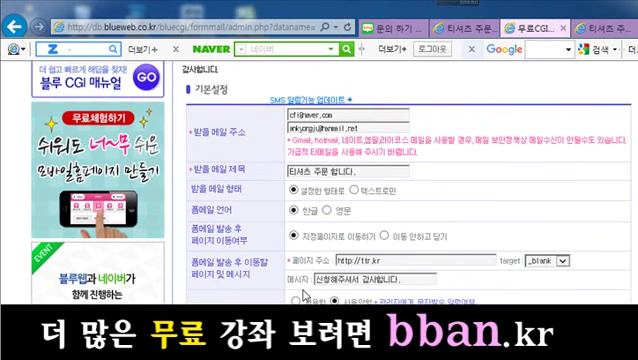 http://db.blueweb.co.kr/bluecgi/formmail/admin.php?dataname=
문의 하기
티셔츠 주문
무료CGI
티셔츠 주
더보기
NAVER
네이버
더보기
로그아웃
Google
검색
더 쉽고 빠르게 해답을 찾자!
블루 CGI 매뉴얼
GO
무료체험하기
쉬워도 너~무 쉬운
모바일홈페이지 만들기
EVENT
블루웹과 네이버가
함께 진행하는
감사합니다.
기본설정
SMS 알림기능 업데이트
받을 메일 주소
cfi@naver.com
ankyongju@hanmail.net
* Gmail, hotmail, 네이트,엠팔,라이코스 메일을 사용할 경우, 메일 보안정책상 메일수신이 안될수도 있습니다.
가급적 타메일을 사용해 주시기 바랍니다.
* 받을 메일 제목
티셔츠 주문 합니다.
받을 메일 형태
설정한 형태로
텍스트로만
폼메일 언어
한글
영문
폼메일 발송 후
페이지 이동여부
지정페이지로 이동하기
이동 안하고 닫기
폼메일 발송 후 이동할
페이지 및 메시지
* 페이지 주소 : http://ttr.kr
target : _blank
메시지 : 신청해주셔서 감사합니다.
사용안함
더 많은 무료 강좌 보려면 bban.kr